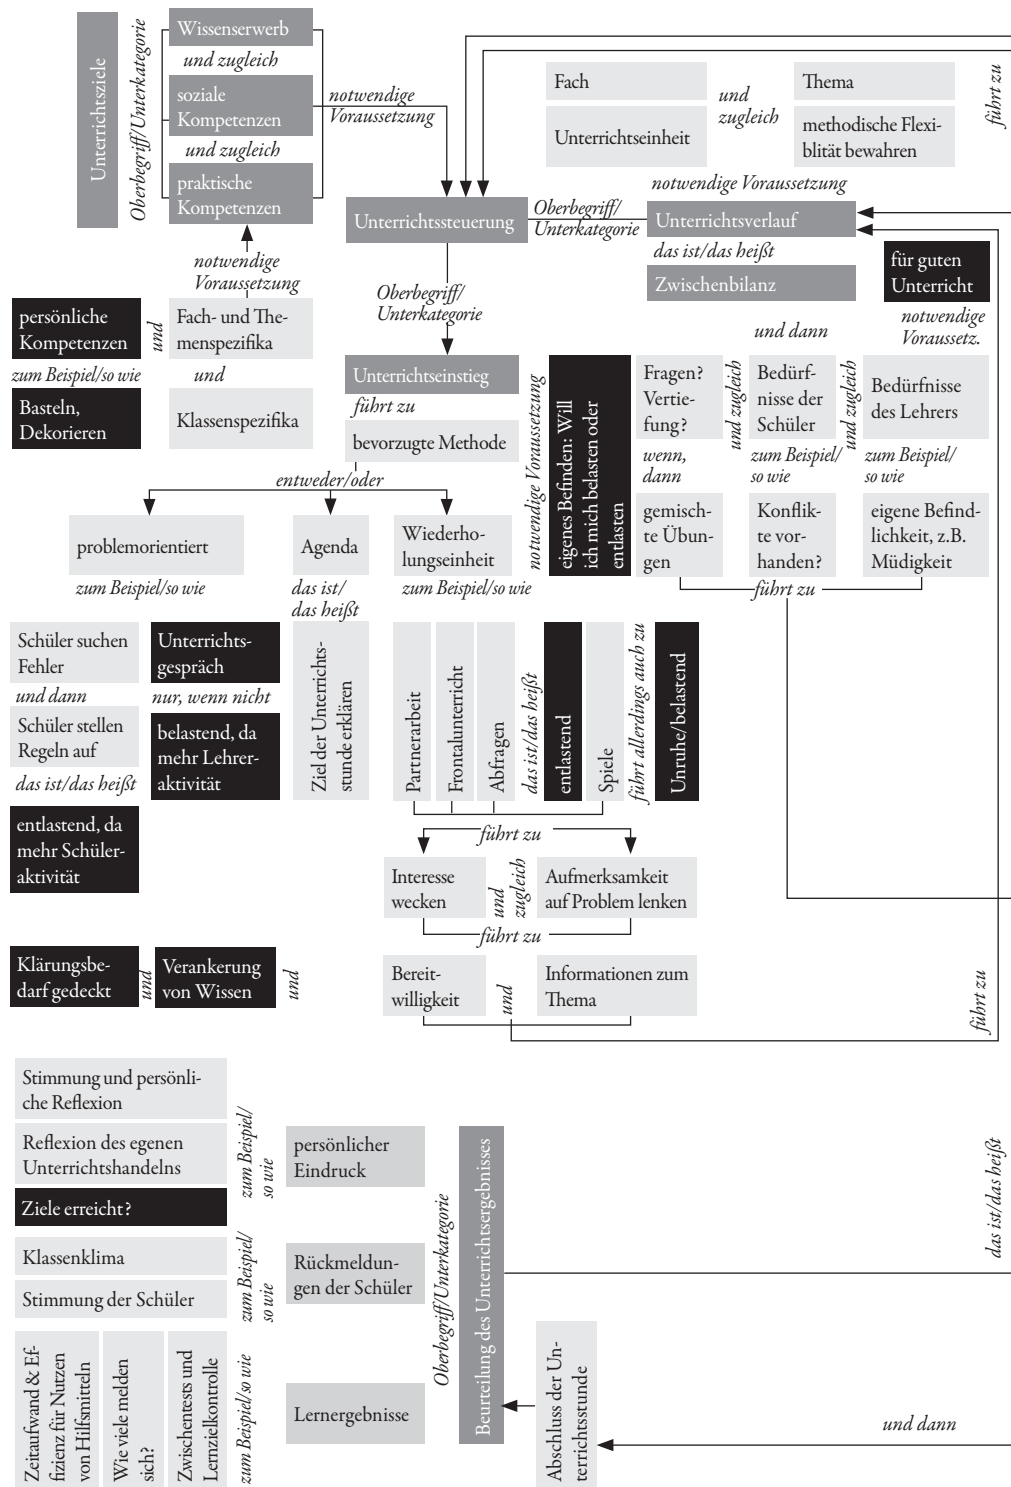 Unterrichtsziele
Oberbegriff/Unterkategorie
Wissenserwerb
und zugleich
soziale
Kompetenzen
und zugleich
praktische
Kompetenzen
notwendige
Voraussetzung
Fach
Unterrichtseinheit
und
zugleich
Thema
methodische Flexi-
blität bewahren
führt zu
notwendige Voraussetzung
Unterrichtssteuerung
Oberbegriff/
Unterkategorie
Unterrichtsverlauf
das ist/das heißt
Zwischenbilanz
für guten
Unterricht
notwendige
Voraussetz.
notwendige
Voraussetzung
persönliche
Kompetenzen
und
Fach- und The-
menspezifika
zum Beispiel/so wie
und
Basteln,
Dekorieren
Klassenspezifika
Oberbegriff/
Unterkategorie
Unterrichtseinstieg
führt zu
bevorzugte Methode
entweder/oder
notwendige Voraussetzung
eigenes Befinden: Will
ich mich belasten oder
entlasten
und dann
Fragen?
Vertie-
fung?
und zugleich
Bedürf-
nisse der
Schüler
und zugleich
Bedürfnisse
des Lehrers
wenn,
dann
zum Beispiel/
so wie
zum Beispiel/
so wie
gemisch-
te Übun-
gen
Konflik-
te vor-
handen?
eigene Befind-
lichkeit, z.B.
Müdigkeit
führt zu
problemorientiert
Agenda
Wiederho-
lungseinheit
zum Beispiel/so wie
das ist/
das heißt
zum Beispiel/so wie
Schüler suchen
Fehler
und dann
Schüler stellen
Regeln auf
das ist/das heißt
entlastend, da
mehr Schüler-
aktivität
Unterrichts-
gespräch
nur, wenn nicht
belastend, da
mehr Lehrer-
aktivität
Ziel der Unterrichts-
stunde erklären
Partnerarbeit
Frontalunterricht
Abfragen
das ist/das heißt
entlastend
Spiele
führt allerdings auch zu
Unruhe/belastend
führt zu
Interesse
wecken
und
zugleich
Aufmerksamkeit
auf Problem lenken
führt zu
Klärungsbe-
darf gedeckt
und
Verankerung
von Wissen
und
Bereit-
willigkeit
und
Informationen zum
Thema
führt zu
Stimmung und persönli-
che Reflexion
Reflexion des egenen
Unterrichtshandelns
Ziele erreicht?
zum Beispiel/
so wie
persönlicher
Eindruck
Klassenklima
Stimmung der Schüler
zum Beispiel/
so wie
Rückmeldun-
gen der Schüler
Zeitaufwand & Ef-
fizienz für Nutzen
von Hilfsmitteln
Wie viele melden
sich?
Zwischentests und
Lernzielkontrolle
zum Beispiel/so wie
Lernergebnisse
Oberbegriff/Unterkategorie
Beurteilung des Unterrichtsergebnisses
das ist/das heißt
Abschluss der Un-
terrichtsstunde
und dann